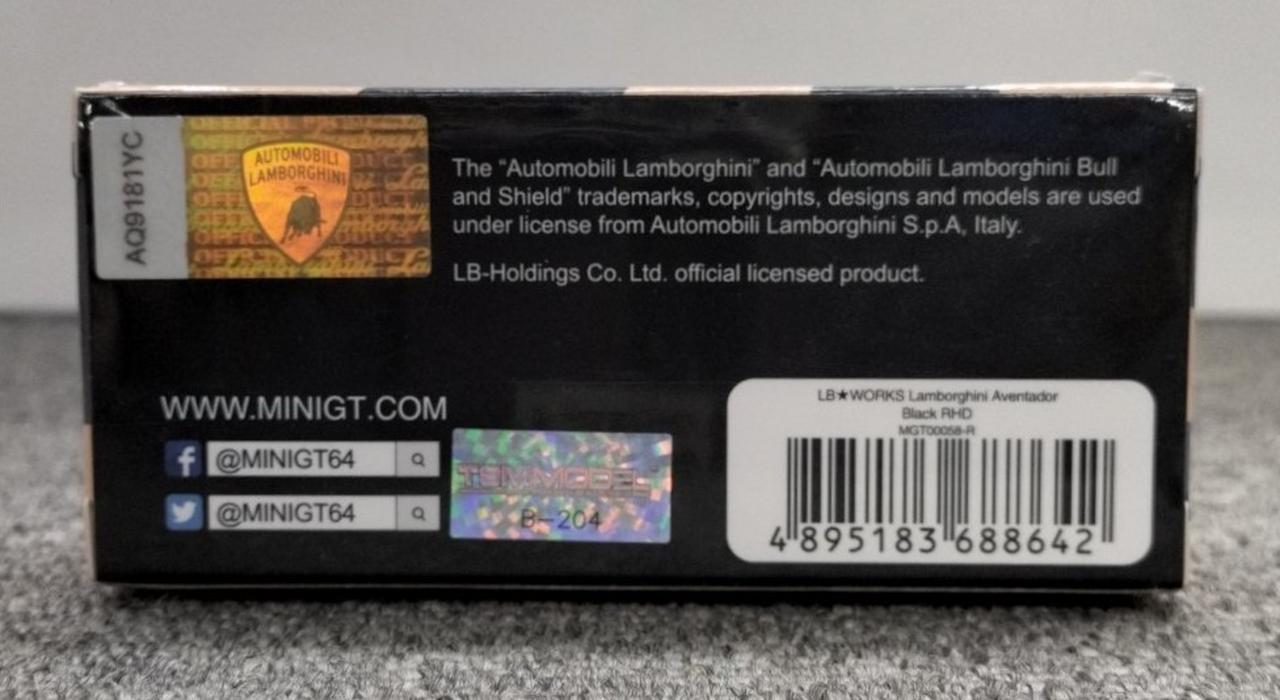 AQ9181YC
AUTOMOBILI
LAMBORGHINI
The “Automobili Lamborghini” and “Automobili Lamborghini Bull
and Shield” trademarks, copyrights, designs and models are used
under license from Automobili Lamborghini S.p.A, Italy.
LB-Holdings Co. Ltd. official licensed product.
WWW.MINIGT.COM
@MINIGT64
@MINIGT64
TSM MODEL
B-204
LB★WORKS Lamborghini Aventador
Black RHD
MGT00058-R
4 895183 688642